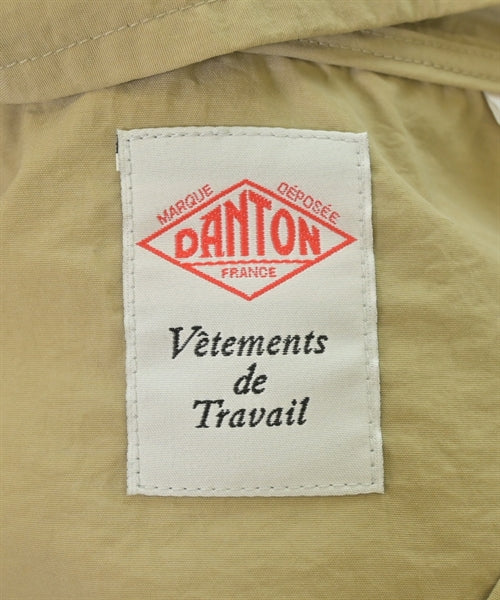 MARQUE DÉPOSÉE
DANTON
FRANCE
Vêtements
de
Travail